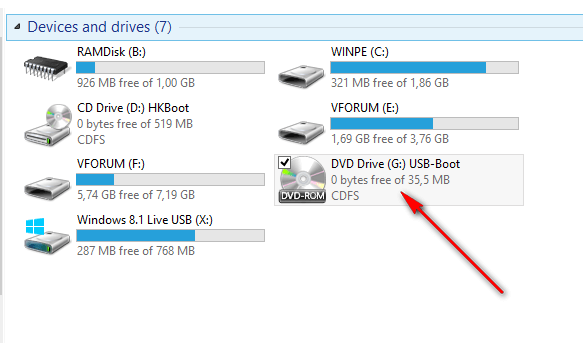 Devices and drives (7)
RAMDisk (B:)
926 MB free of 1,00 GB
WINPE (C:)
321 MB free of 1,86 GB
CD Drive (D:) HKBoot
0 bytes free of 519 MB
CDFS
VFORUM (E:)
1,69 GB free of 3,76 GB
VFORUM (F:)
5,74 GB free of 7,19 GB
DVD Drive (G:) USB-Boot
0 bytes free of 35,5 MB
CDFS
DVD-ROM
Windows 8.1 Live USB (X:)
287 MB free of 768 MB